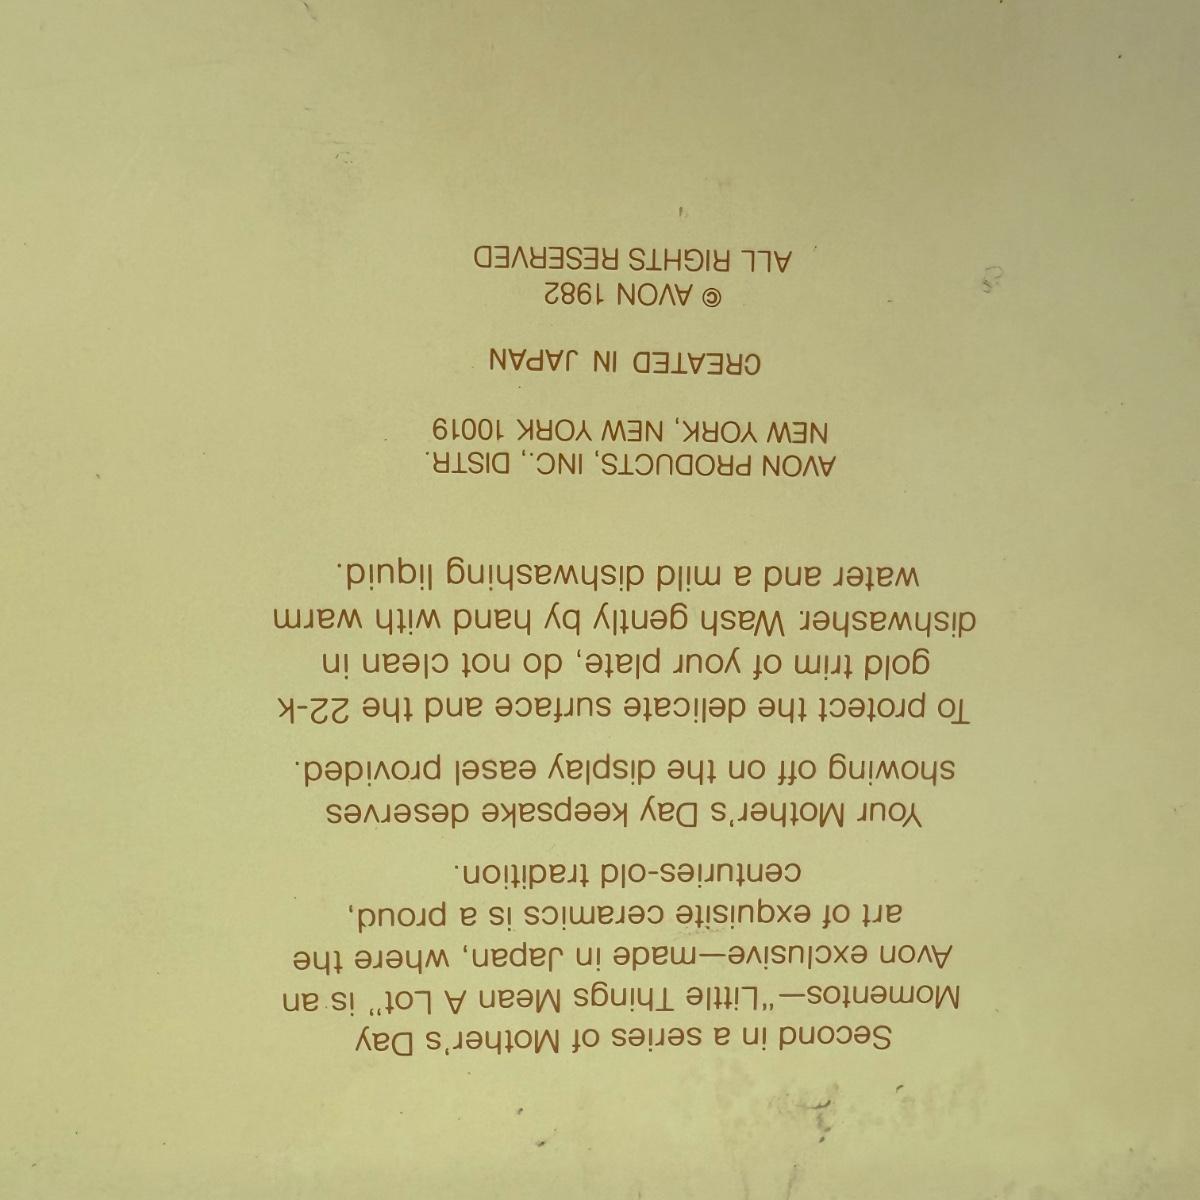 Second in a series of Mother's Day
Momentos—"Little Things Mean A Lot" is an
Avon exclusive—made in Japan, where the
art of exquisite ceramics is a proud,
centuries-old tradition.
Your Mother's Day keepsake deserves
showing off on the display easel provided.
To protect the delicate surface and the 22-k
gold trim of your plate, do not clean in
dishwasher. Wash gently by hand with warm
water and a mild dishwashing liquid.
AVON PRODUCTS, INC., DISTR.
NEW YORK, NEW YORK 10019
CREATED IN JAPAN
© AVON 1982
ALL RIGHTS RESERVED